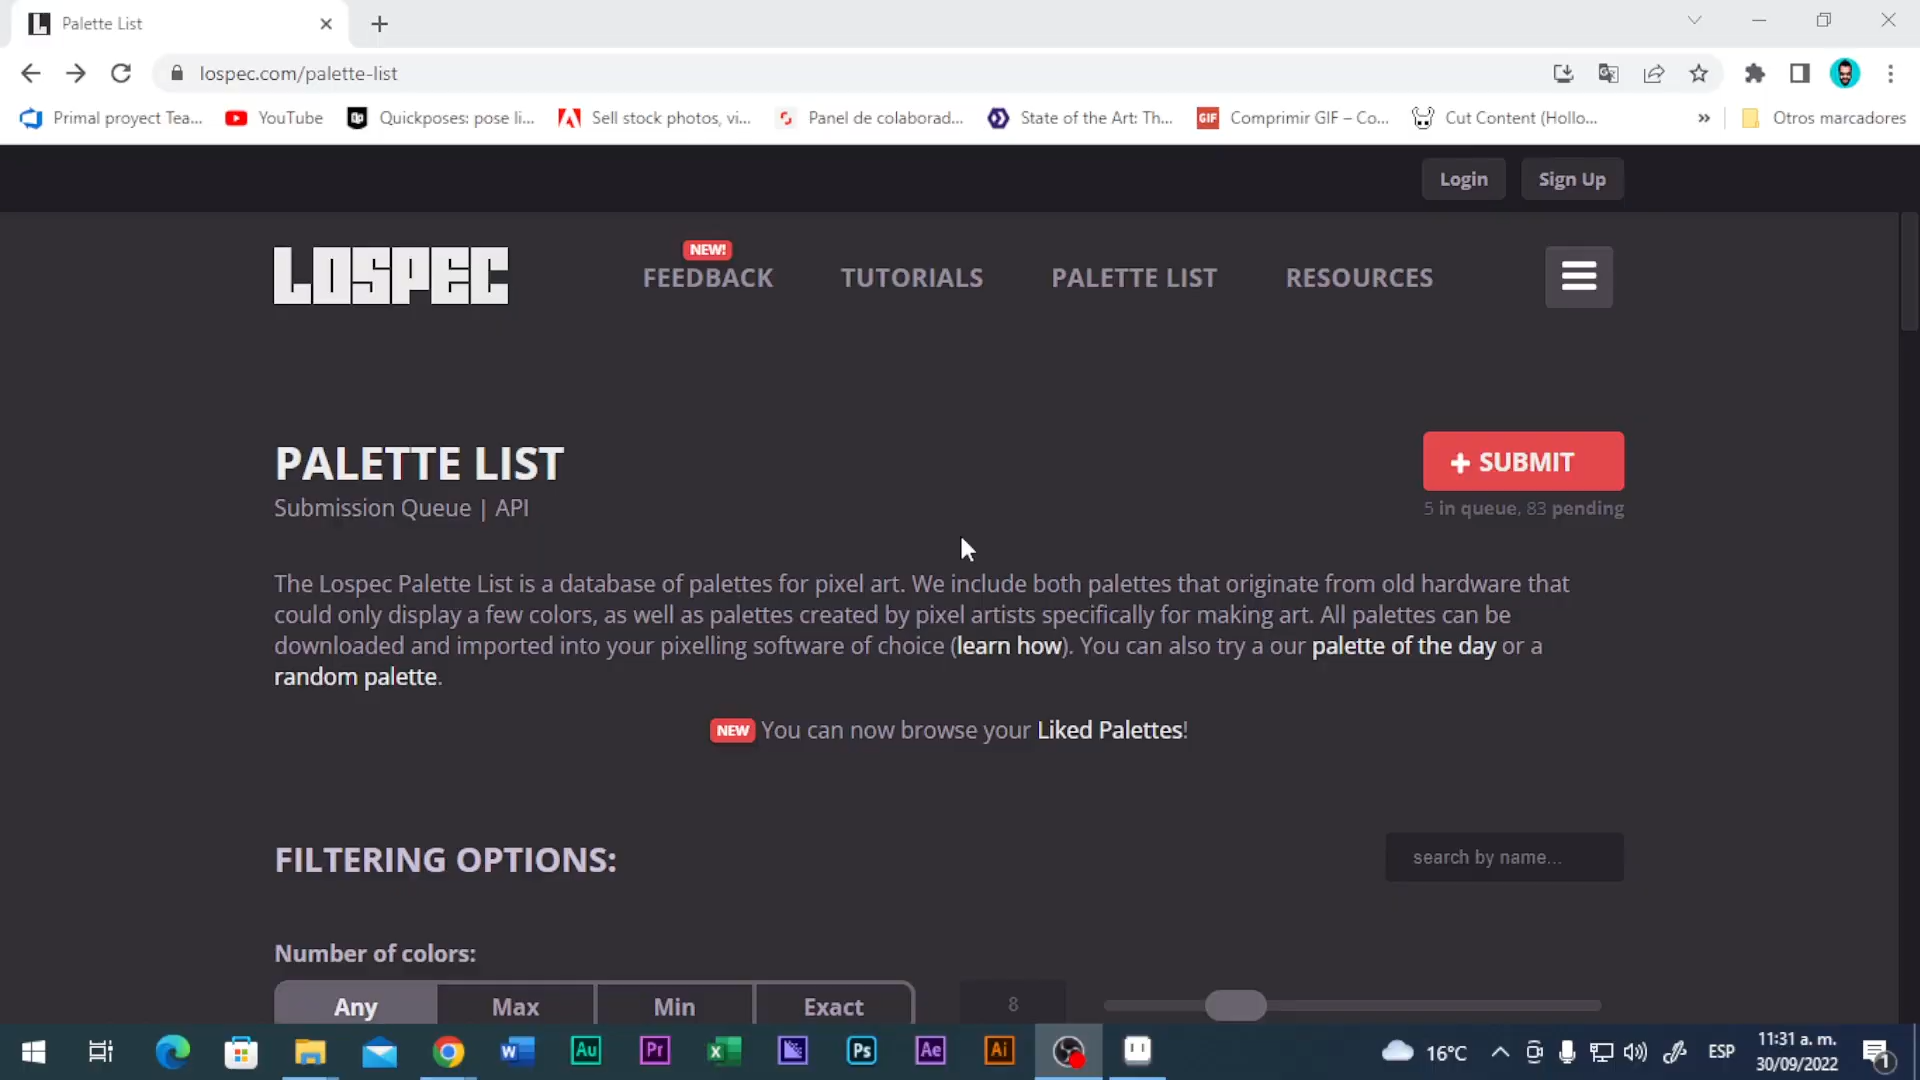 Palette List
lospec.com/palette-list
Primal proyect Tea... YouTube Quickposes: pose li... Sell stock photos, vi... Panel de colaborad... State of the Art: Th... GIF Comprimir GIF – Co... Cut Content (Hollo... » Otros marcadores
Login Sign Up
NEW!
LOSPEC FEEDBACK TUTORIALS PALETTE LIST RESOURCES
PALETTE LIST
+ SUBMIT
Submission Queue | API
5 in queue, 83 pending
The Lospec Palette List is a database of palettes for pixel art. We include both palettes that originate from old hardware that
could only display a few colors, as well as palettes created by pixel artists specifically for making art. All palettes can be
downloaded and imported into your pixelling software of choice (learn how). You can also try a our palette of the day or a
random palette.
NEW You can now browse your Liked Palettes!
FILTERING OPTIONS:
search by name...
Number of colors:
Any Max Min Exact 8
Au Pr Ps Ae Ai 16°C ESP 11:31 a. m.
30/09/2022 1